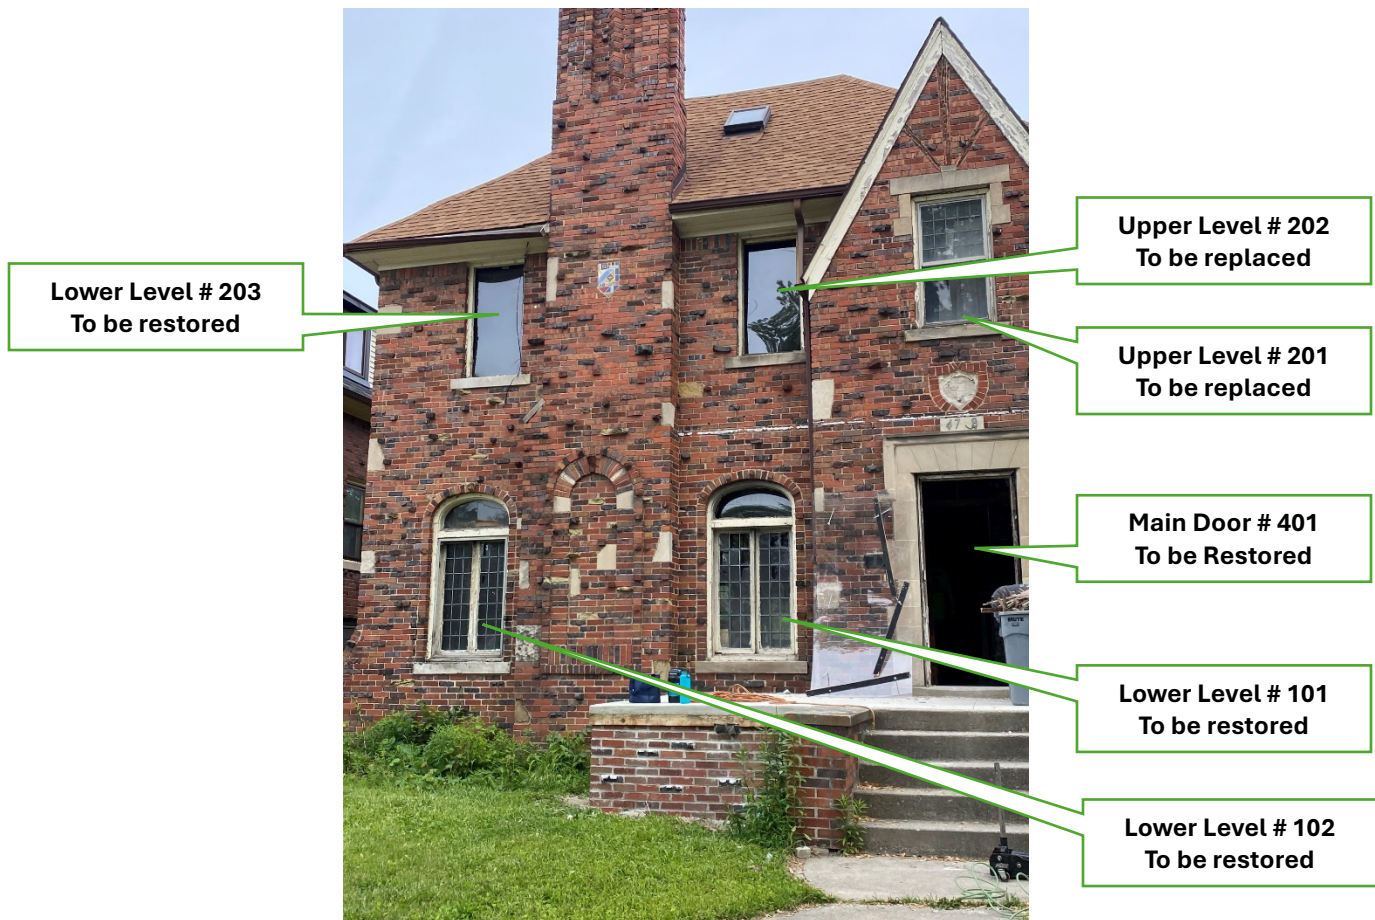 Upper Level # 202
To be replaced
Lower Level # 203
To be restored
Upper Level # 201
To be replaced
Main Door # 401
To be Restored
BRUTE
Lower Level # 101
To be restored
Lower Level # 102
To be restored